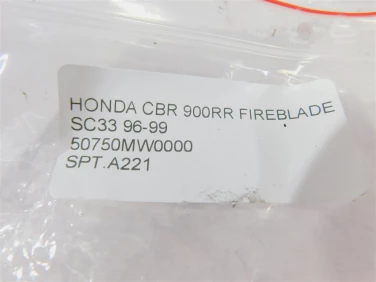 HONDA CBR 900RR FIREBLADE
SC33 96-99
50750MW0000
SPT.A221